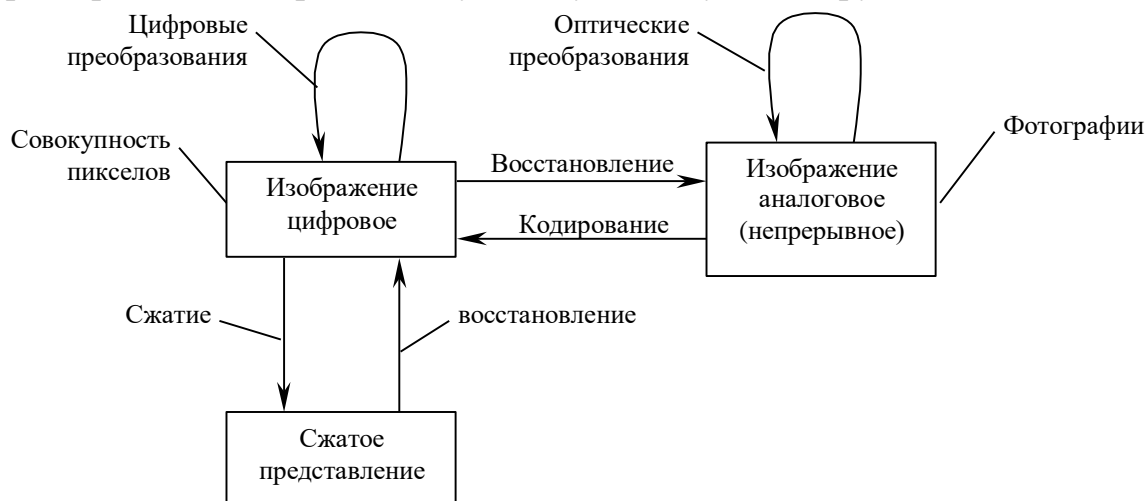 Цифровые
преобразования
Оптические
преобразования
Совокупность
пикселов
Фотографии
Изображение
цифровое
Восстановление
Кодирование
Изображение
аналоговое
(непрерывное)
Сжатие
восстановление
Сжатое
представление